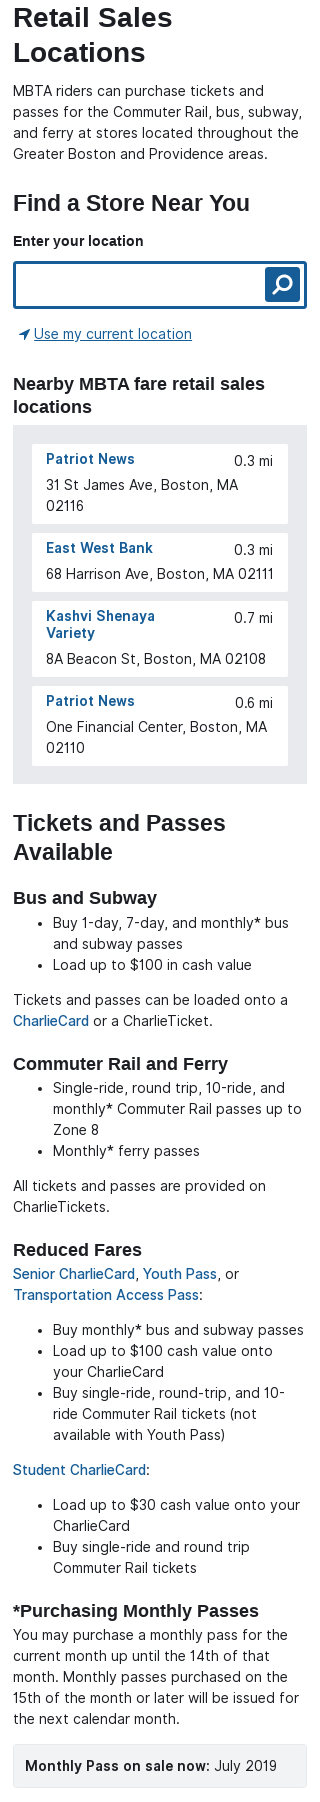 Retail Sales
Locations
MBTA riders can purchase tickets and
passes for the Commuter Rail, bus, subway,
and ferry at stores located throughout the
Greater Boston and Providence areas.
Find a Store Near You
Enter your location
Use my current location
Nearby MBTA fare retail sales
locations
Patriot News 0.3 mi
31 St James Ave, Boston, MA
02116
East West Bank 0.3 mi
68 Harrison Ave, Boston, MA 02111
Kashvi Shenaya 0.7 mi
Variety
8A Beacon St, Boston, MA 02108
Patriot News 0.6 mi
One Financial Center, Boston, MA
02110
Tickets and Passes
Available
Bus and Subway
• Buy 1-day, 7-day, and monthly* bus
and subway passes
• Load up to $100 in cash value
Tickets and passes can be loaded onto a
CharlieCard or a CharlieTicket.
Commuter Rail and Ferry
• Single-ride, round trip, 10-ride, and
monthly* Commuter Rail passes up to
Zone 8
• Monthly* ferry passes
All tickets and passes are provided on
CharlieTickets.
Reduced Fares
Senior CharlieCard, Youth Pass, or
Transportation Access Pass:
• Buy monthly* bus and subway passes
• Load up to $100 cash value onto
your CharlieCard
• Buy single-ride, round-trip, and 10-
ride Commuter Rail tickets (not
available with Youth Pass)
Student CharlieCard:
• Load up to $30 cash value onto your
CharlieCard
• Buy single-ride and round trip
Commuter Rail tickets
*Purchasing Monthly Passes
You may purchase a monthly pass for the
current month up until the 14th of that
month. Monthly passes purchased on the
15th of the month or later will be issued for
the next calendar month.
Monthly Pass on sale now: July 2019